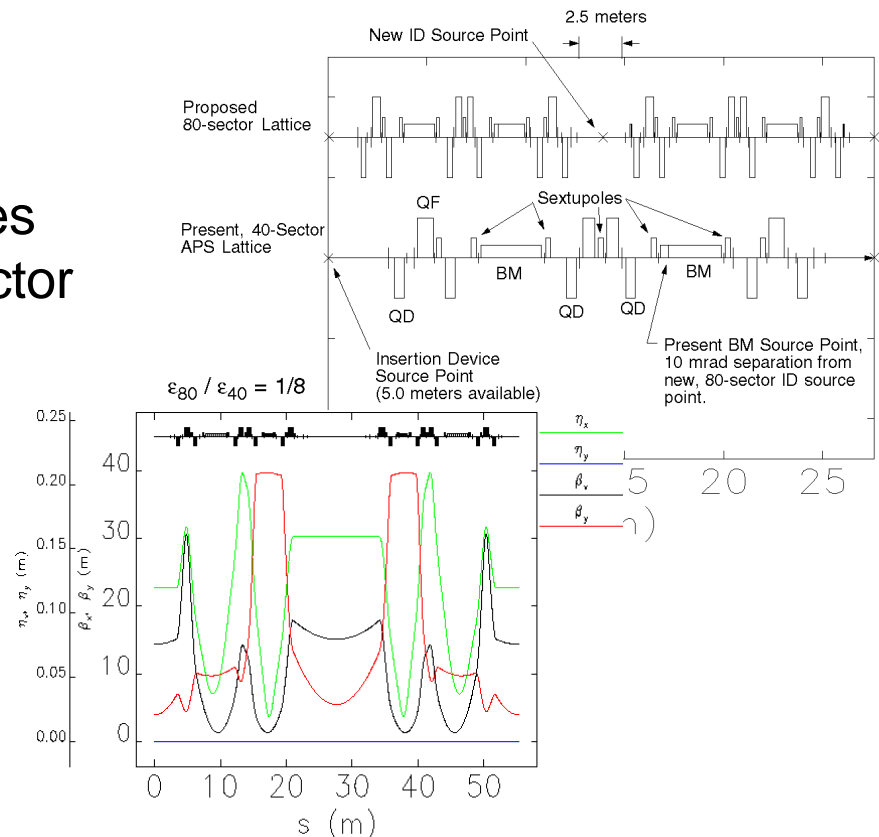 2.5 meters
New ID Source Point
Proposed
80-sector Lattice
es
ctor
QF
Sextupoles
Present, 40-Sector
APS Lattice
BM
BM
QD
QD
QD
Insertion Device
Source Point
(5.0 meters available)
Present BM Source Point,
10 mrad separation from
new, 80-sector ID source
point.
ε80 / ε40 = 1/8
ηx
ηy
βx
βy
5 20 25
)
0.25
0.20
0.15
0.10
0.05
0.00
ηx, ηy (m)
40
30
20
10
0
βx, βy (m)
0 10 20 30 40 50
s (m)